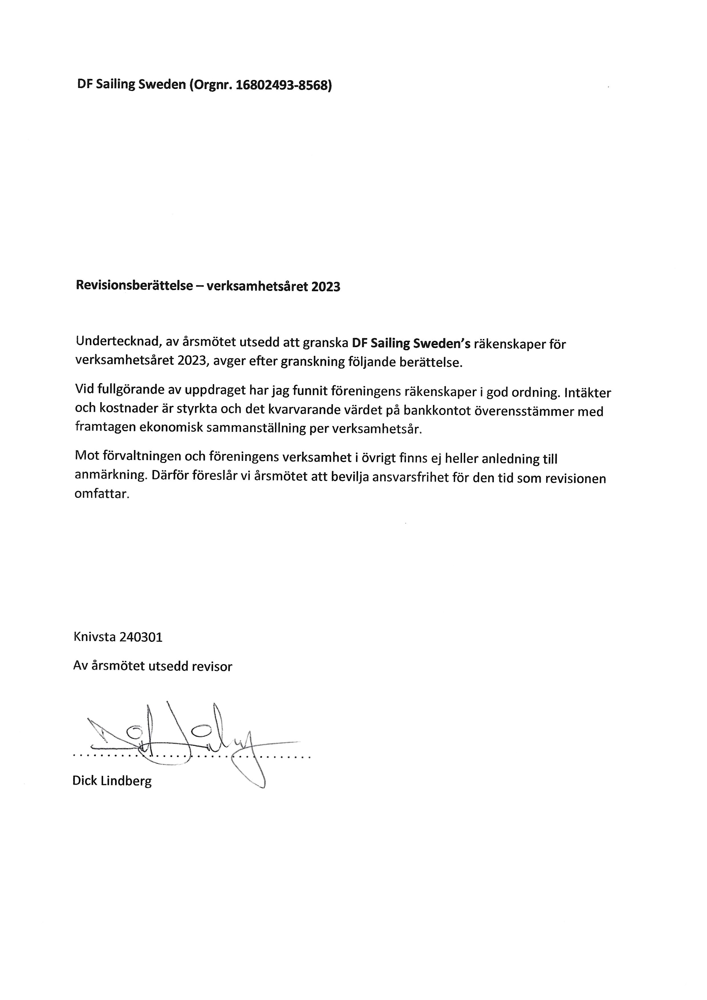 DF Sailing Sweden (Orgnr. 16802493-8568)
Revisionsberättelse – verksamhetsåret 2023
Undertecknad, av årsmötet utsedd att granska DF Sailing Sweden’s räkenskaper för
verksamhetsåret 2023, avger efter granskning följande berättelse.
Vid fullgörande av uppdraget har jag funnit föreningens räkenskaper i god ordning. Intäkter
och kostnader är styrkta och det kvarvarande värdet på bankkontot överensstämmer med
framtagen ekonomisk sammanställning per verksamhetsår.
Mot förvaltningen och föreningens verksamhet i övrigt finns ej heller anledning till
anmärkning. Därför föreslår vi årsmötet att bevilja ansvarsfrihet för den tid som revisionen
omfattar.
Knivsta 240301
Av årsmötet utsedd revisor
Dick Lindberg